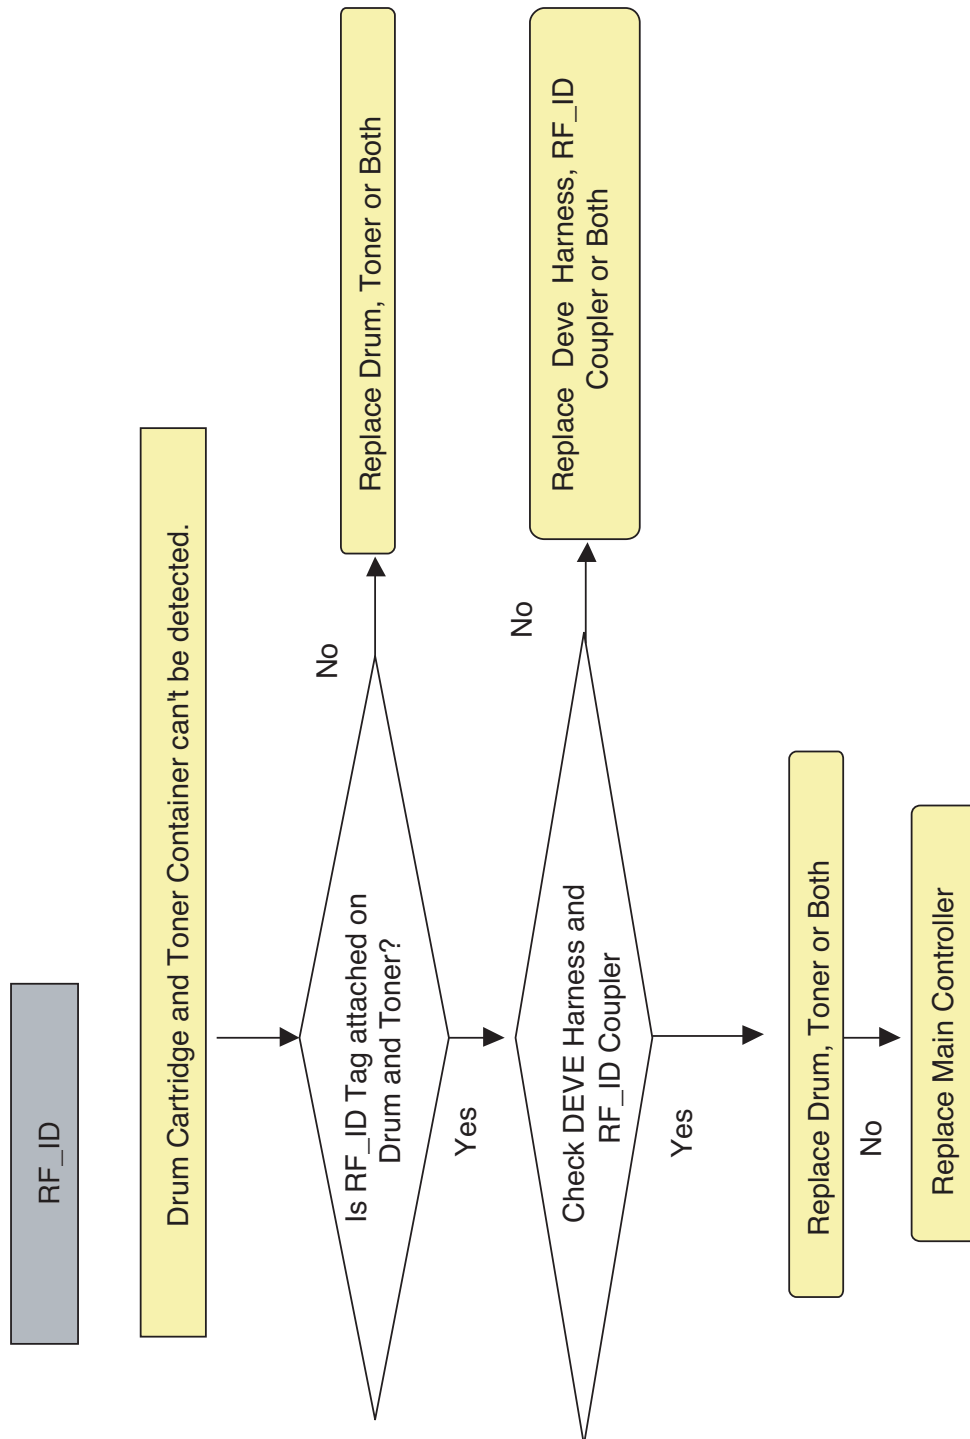 RF_ID
Drum Cartridge and Toner Container can't be detected.
Is RF_ID Tag attached on
Drum and Toner?
No
Replace Drum, Toner or Both
Yes
Check DEVE Harness and
RF_ID Coupler
No
Replace Deve Harness, RF_ID
Coupler or Both
Yes
Replace Drum, Toner or Both
No
Replace Main Controller